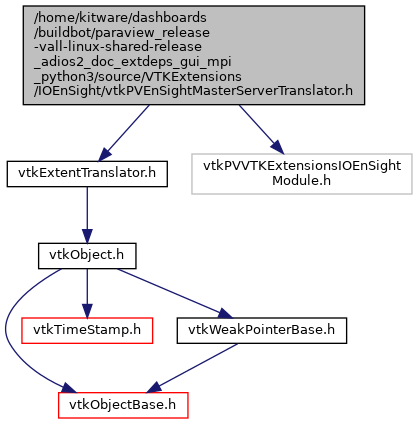 /home/kitware/dashboards
/buildbot/paraview_release
-vall-linux-shared-release
_adios2_doc_extdeps_gui_mpi
_python3/source/VTKExtensions
/IOEnSight/vtkPVEnSightMasterServerTranslator.h
vtkExtentTranslator.h
vtkPVVTKExtensionsIOEnSight
Module.h
vtkObject.h
vtkTimeStamp.h
vtkWeakPointerBase.h
vtkObjectBase.h